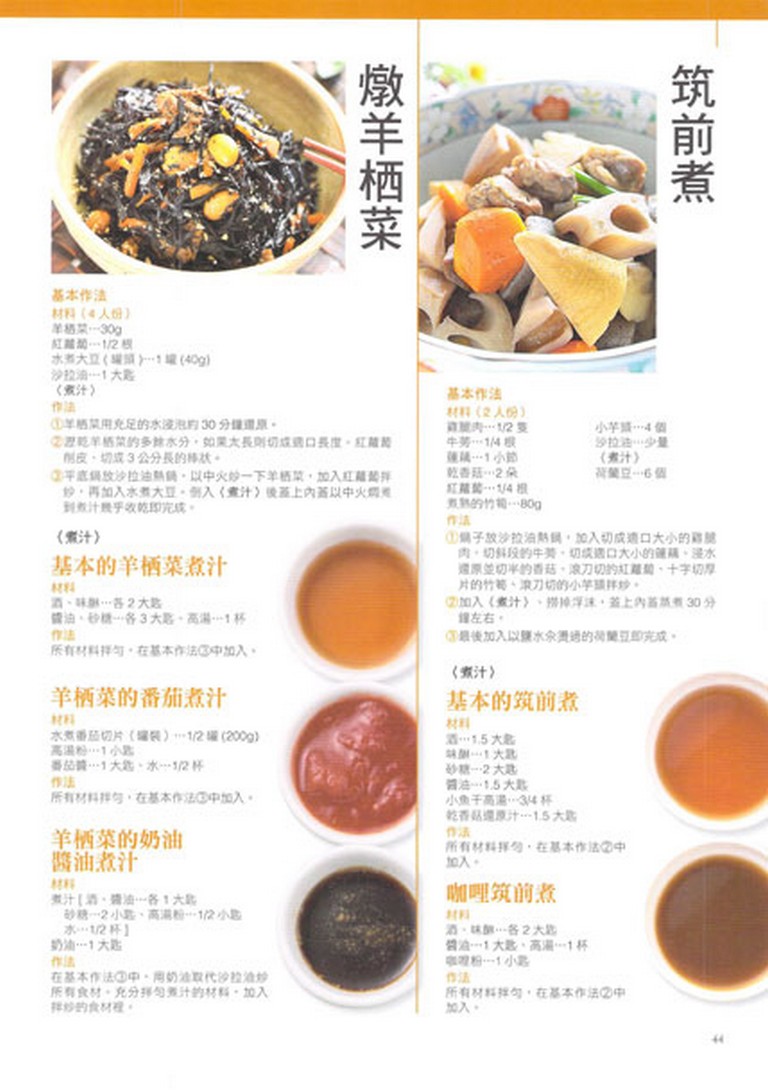 燉羊栖菜
基本作法
材料（4人份）
羊栖菜…30g
紅蘿蔔…1/2 根
水煮大豆 ( 罐頭 )…1 罐 (40g)
沙拉油…1 大匙
〈煮汁〉
作法
①羊栖菜用充足的水浸泡約 30 分鐘還原。
②瀝乾羊栖菜的多餘水分，如果太長則切成適口長度。紅蘿蔔
削皮、切成 3 公分長的棒狀。
③平底鍋放沙拉油熱鍋，以中火炒一下羊栖菜，加入紅蘿蔔拌
炒，再加入水煮大豆。倒入〈煮汁〉後蓋上內蓋以中火燜煮
到煮汁幾乎收乾即完成。
〈煮汁〉
基本的羊栖菜煮汁
材料
酒、味醂…各 2 大匙
醬油、砂糖…各 3 大匙、高湯…1 杯
作法
所有材料拌勻，在基本作法③中加入。
羊栖菜的番茄煮汁
材料
水煮番茄切片（罐裝）…1/2 罐 (200g)
高湯粉…1 小匙
番茄醬…1 大匙、水…1/2 杯
作法
所有材料拌勻，在基本作法③中加入。
羊栖菜的奶油
醬油煮汁
材料
煮汁 [ 酒、醬油…各 1 大匙
砂糖…2 小匙、高湯粉…1/2 小匙
水…1/2 杯 ]
奶油…1 大匙
作法
在基本作法③中，用奶油取代沙拉油炒
所有食材。充分拌勻煮汁的材料，加入
拌炒的食材裡。
筑前煮
基本作法
材料（2人份）
雞腿肉…1/2 隻
牛蒡…1/4 根
蓮藕…1 小節
乾香菇…2 朵
紅蘿蔔…1/4 根
煮熟的竹筍…80g
小芋頭…4 個
沙拉油…少量
〈煮汁〉
荷蘭豆…6 個
作法
①鍋子放沙拉油熱鍋，加入切成適口大小的雞腿
肉、切斜段的牛蒡、切成適口大小的蓮藕、浸水
還原並切半的香菇、滾刀切的紅蘿蔔、十字切厚
片的竹筍、滾刀切的小芋頭拌炒。
②加入〈煮汁〉、撈掉浮沫，蓋上內蓋蒸煮 30 分
鐘左右。
③最後加入以鹽水汆燙過的荷蘭豆即完成。
〈煮汁〉
基本的筑前煮
材料
酒…1.5 大匙
味醂…1 大匙
砂糖…2 大匙
醬油…1.5 大匙
小魚干高湯…3/4 杯
乾香菇還原汁…1.5 大匙
作法
所有材料拌勻，在基本作法②中
加入。
咖哩筑前煮
材料
酒、味醂…各 2 大匙
醬油…1 大匙、高湯…1 杯
咖哩粉…1 小匙
作法
所有材料拌勻，在基本作法②中
加入。
44